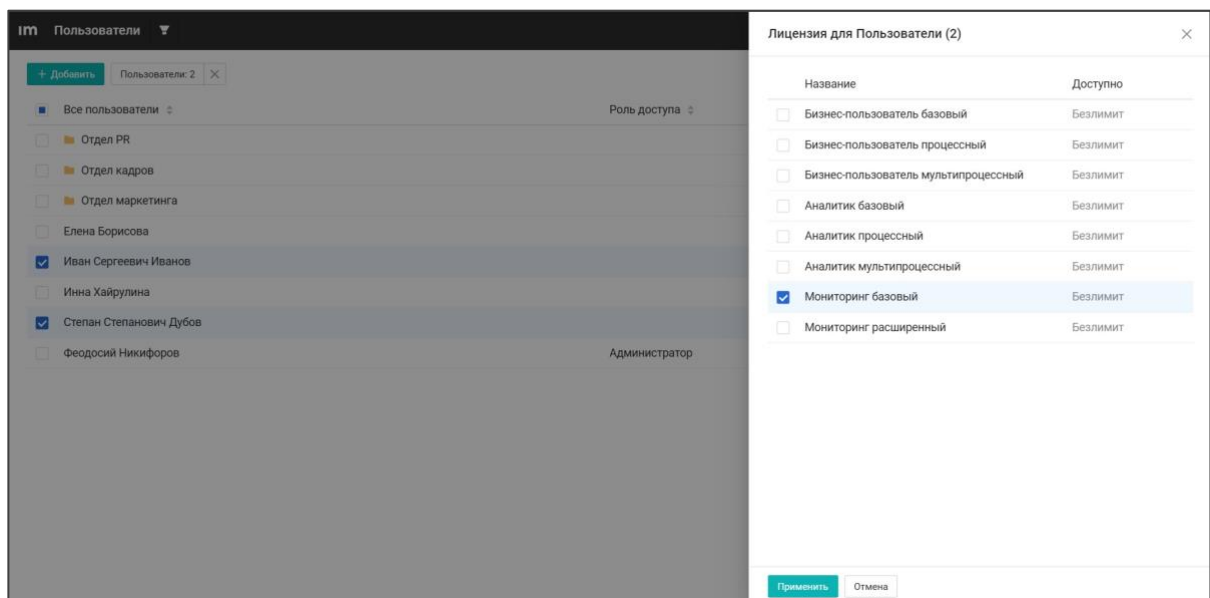 ım Пользователи
+ Добавить Пользователи: 2
Все пользователи Роль доступа
Отдел PR
Отдел кадров
Отдел маркетинга
Елена Борисова
Иван Сергеевич Иванов
Инна Хайрулина
Степан Степанович Дубов
Феодосий Никифоров Администратор
Лицензия для Пользователи (2)
Название Доступно
Бизнес-пользователь базовый Безлимит
Бизнес-пользователь процессный Безлимит
Бизнес-пользователь мультипроцессный Безлимит
Аналитик базовый Безлимит
Аналитик процессный Безлимит
Аналитик мультипроцессный Безлимит
Мониторинг базовый Безлимит
Мониторинг расширенный Безлимит
Применить Отмена